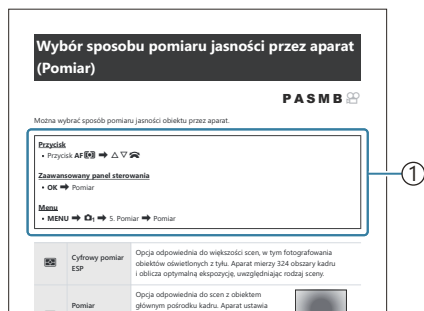 Wybór sposobu pomiaru jasności przez aparat
(Pomiar)
PASMB
Można wybrać sposób pomiaru jasności obiektu przez aparat.
Przycisk
• Przycisk AF ➡ △ ▽
Zaawansowany panel sterowania
• OK ➡ Pomiar
Menu
• MENU ➡ 1 ➡ 5. Pomiar ➡ Pomiar
1
Cyfrowy pomiar
ESP
Opcja odpowiednia do większości scen, w tym fotografowania
obiektów oświetlonych z tyłu. Aparat mierzy 324 obszary kadru
i oblicza optymalną ekspozycję, uwzględniając rodzaj sceny.
Pomiar
Opcja odpowiednia do scen z obiektem
głównym pośrodku kadru. Aparat ustawia